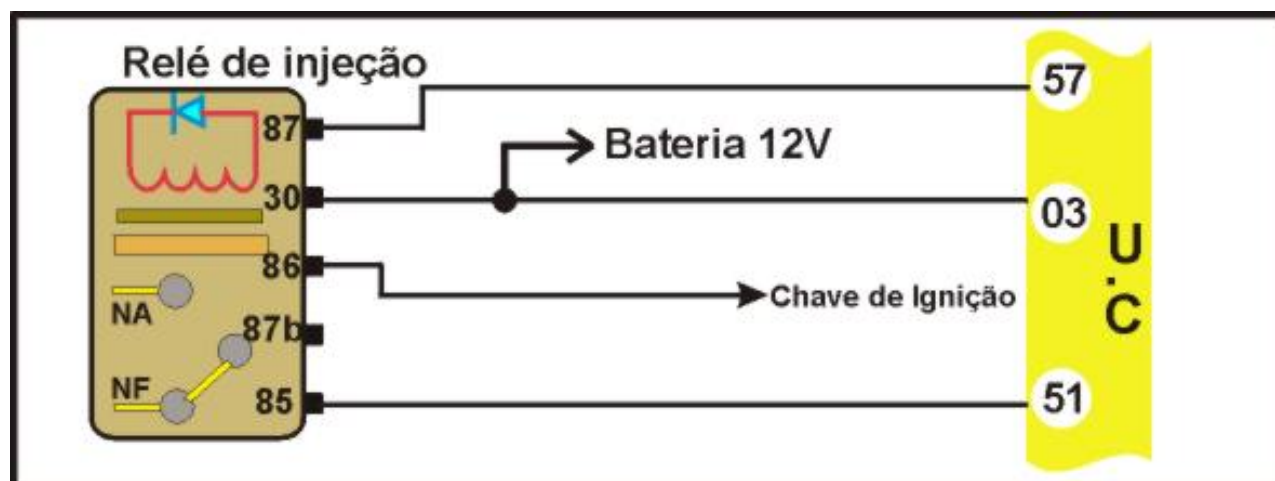 Relé de injeção
57
87
Bateria 12V
30
03
U.C
86
Chave de Ignição
NA
87b
NF
85
51